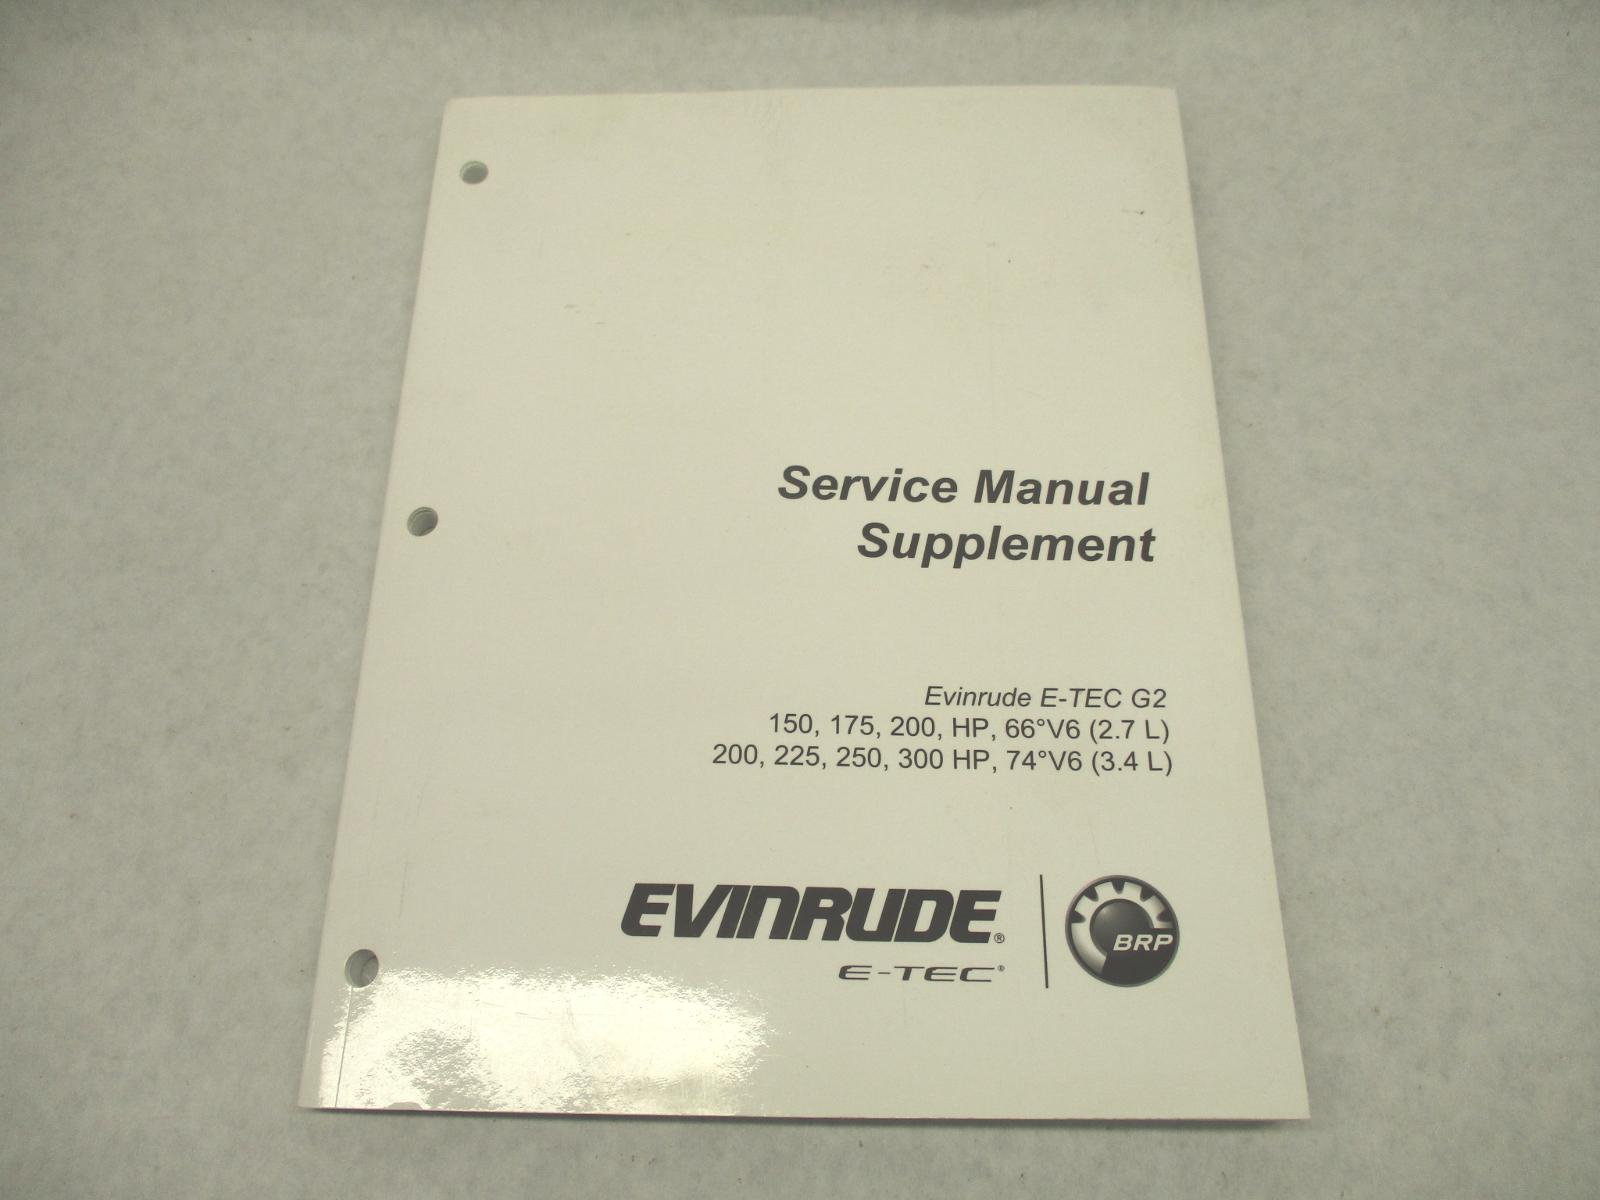 Service Manual
Supplement
Evinrude E-TEC G2
150, 175, 200, HP, 66°V6 (2.7 L)
200, 225, 250, 300 HP, 74°V6 (3.4 L)
EVINRUDE®
E-TEC®
BRP